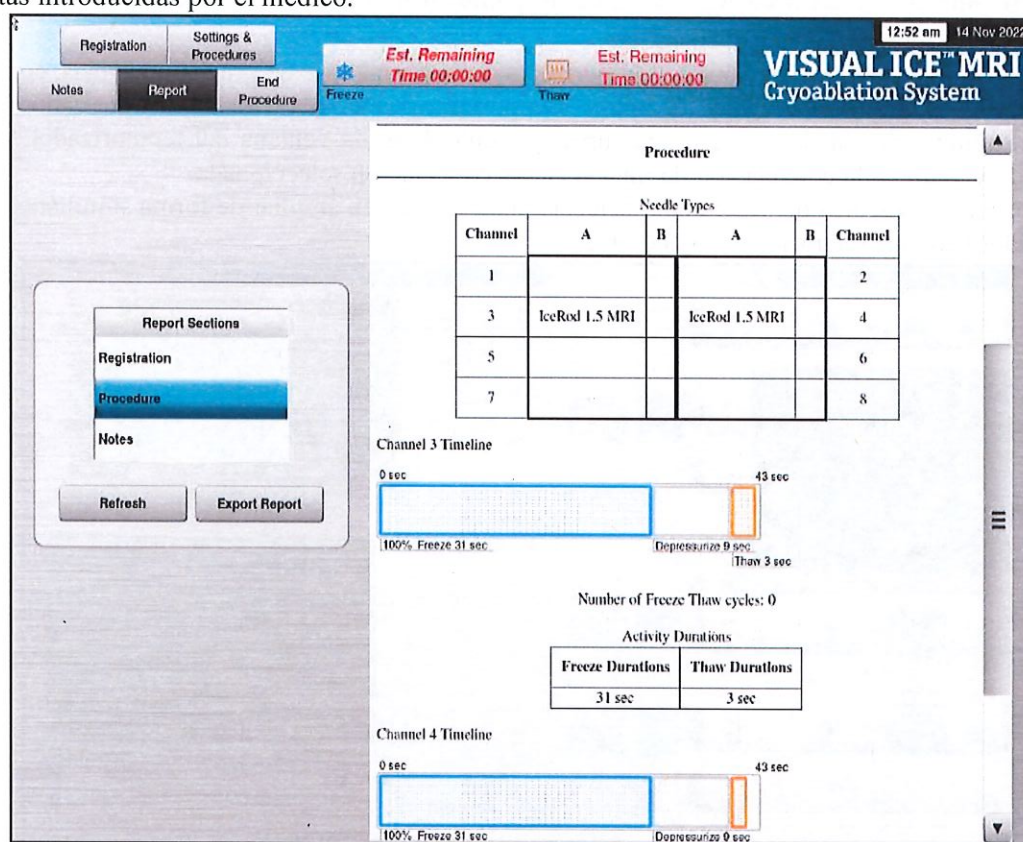 introducidas por el médico.
12:52 am 14 Nov 2022
Registration
Settings &
Procedures
Notes
Report
End
Procedure
Freeze
Est. Remaining
Time 00:00:00
Thaw
Est. Remaining
Time 00:00:00
VISUAL ICE™ MRI
Cryoablation System
Report Sections
Registration
Procedure
Notes
Refresh
Export Report
Procedure
Needle Types
Channel A B A B Channel
1 2
3 IceRod 1.5 MRI IceRod 1.5 MRI 4
5 6
7 8
Channel 3 Timeline
0 sec 43 sec
100% Freeze 31 sec Depressurize 9 sec
Thaw 3 sec
Number of Freeze Thaw cycles: 0
Activity Durations
Freeze Durations Thaw Durations
31 sec 3 sec
Channel 4 Timeline
0 sec 43 sec
100% Freeze 31 sec Depressurize 9 sec